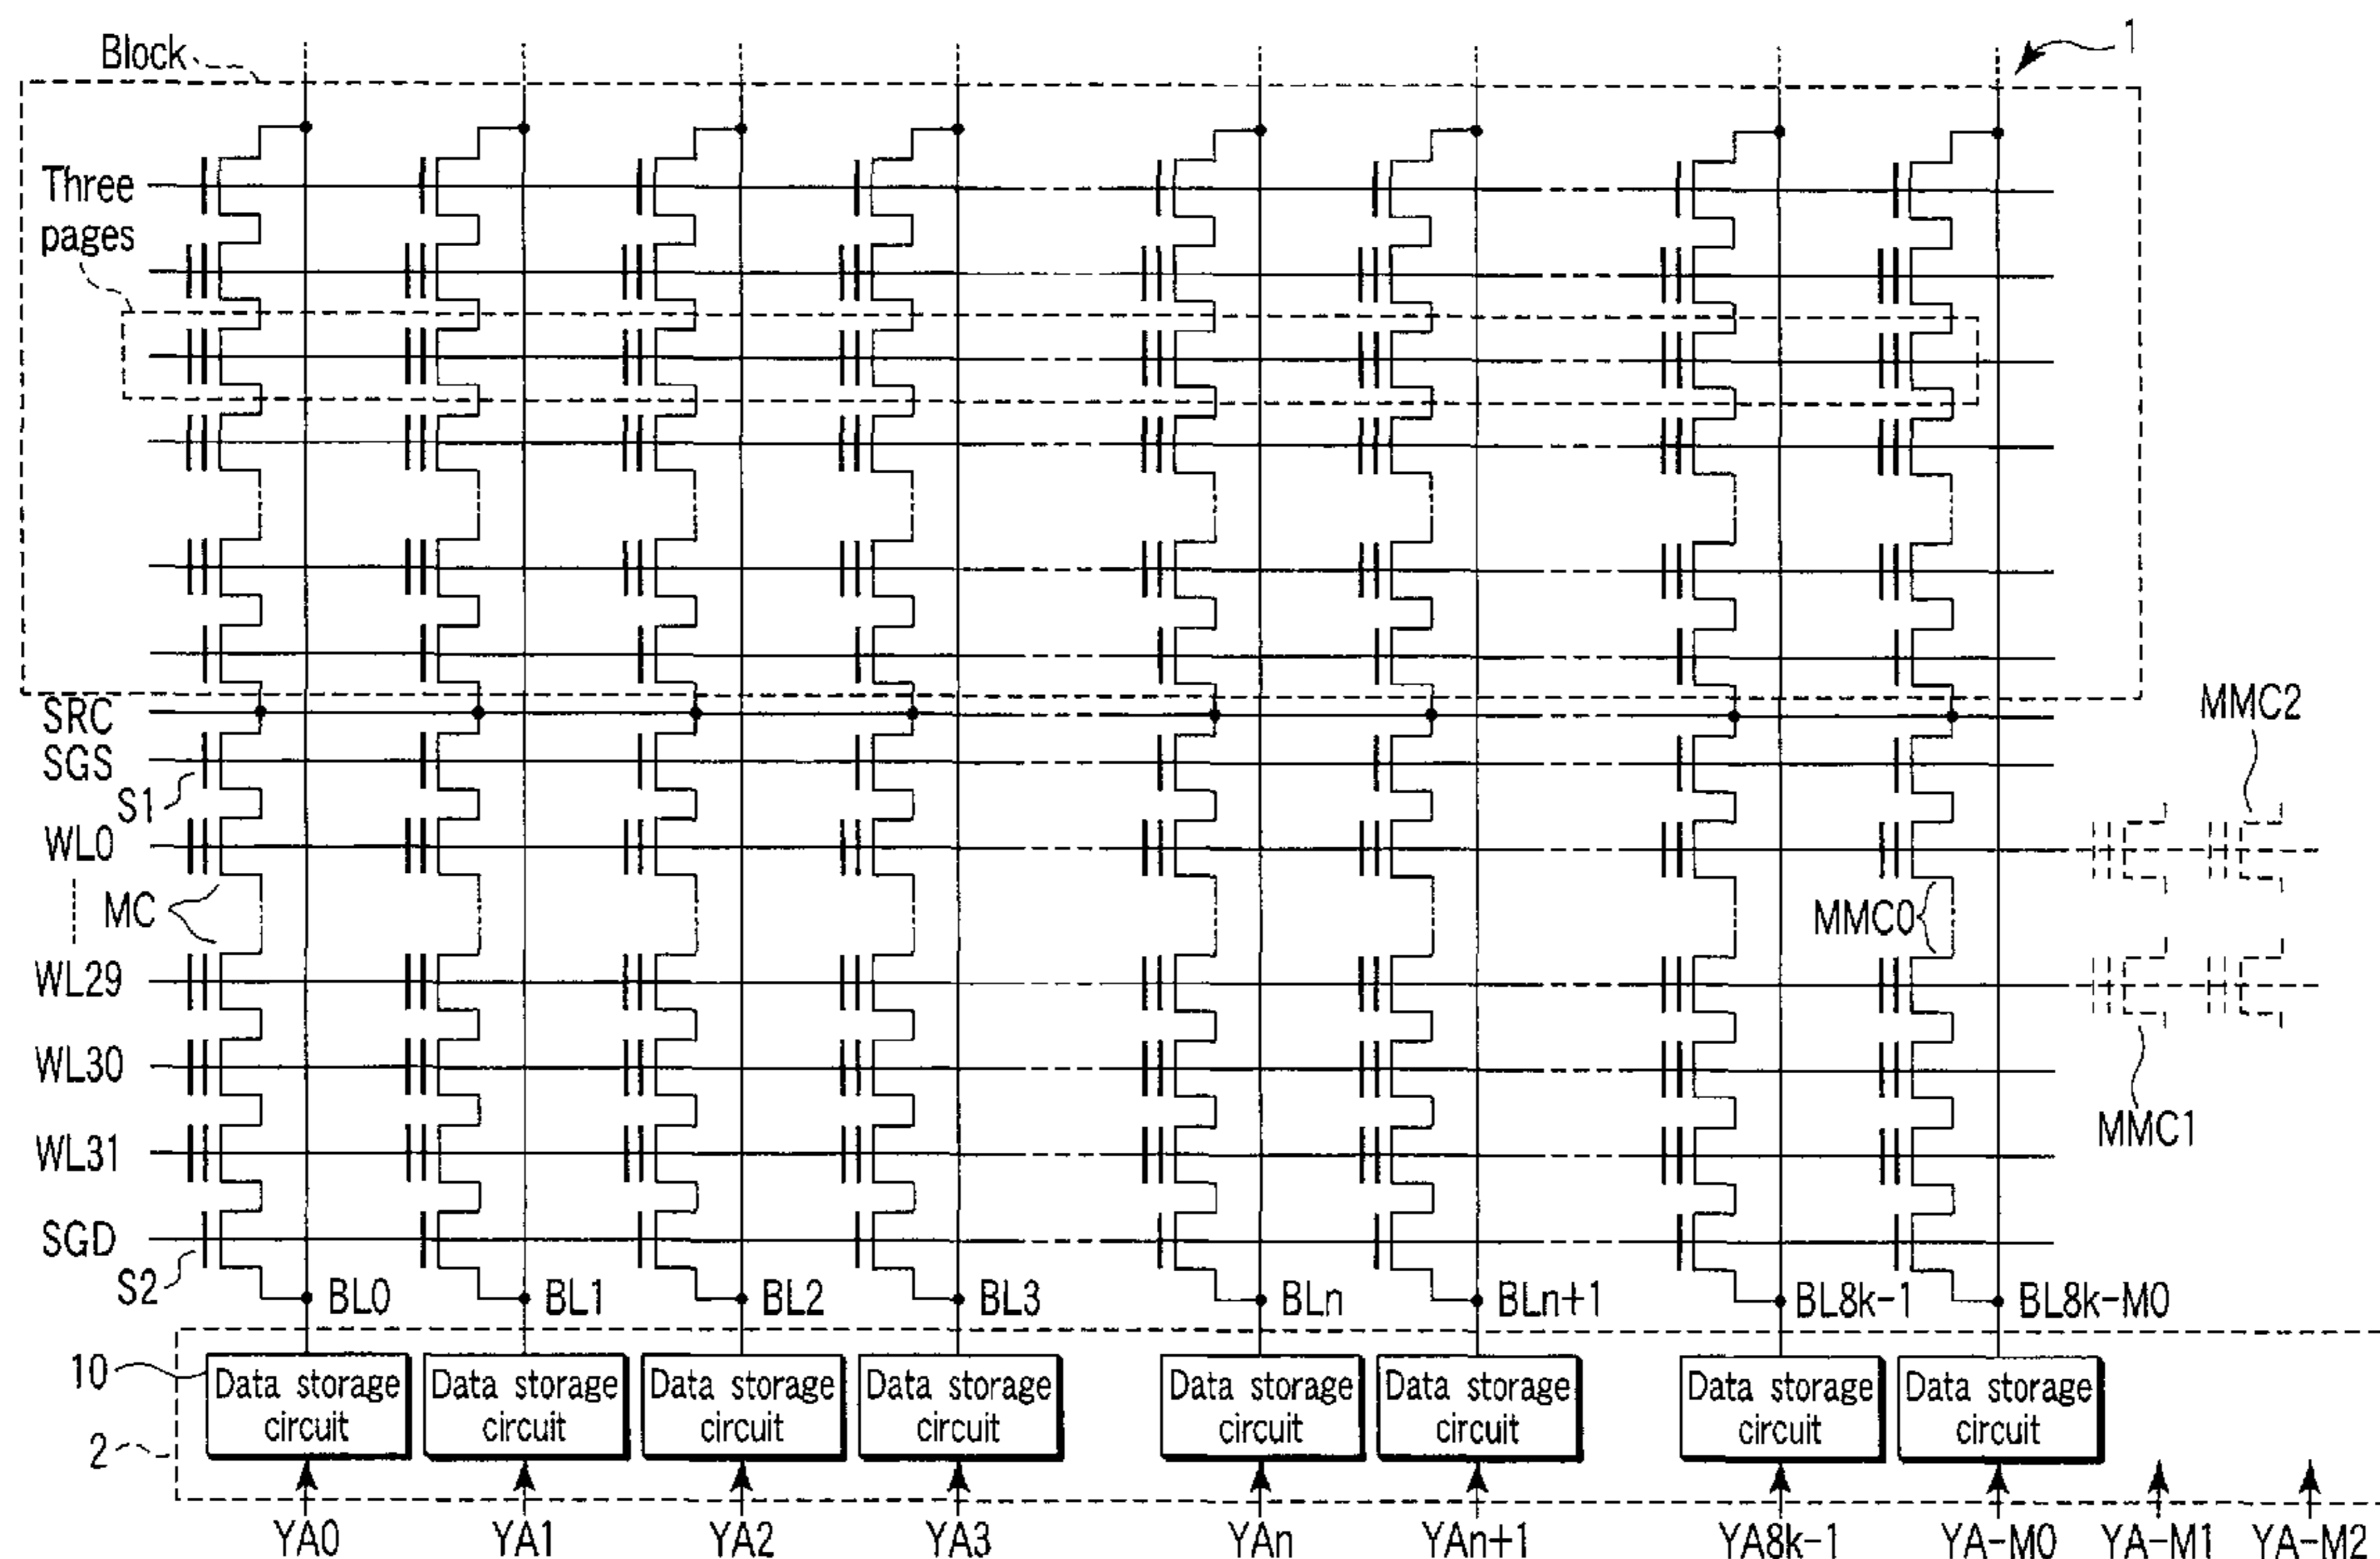 Block
1
Three
pages
SRC
SGS
S1
WL0
MC
WL29
WL30
WL31
SGD
S2
MMC2
MMC0
MMC1
BL0
BL1
BL2
BL3
BLn
BLn+1
BL8k-1
BL8k-M0
10
2
Data storage
circuit
Data storage
circuit
Data storage
circuit
Data storage
circuit
Data storage
circuit
Data storage
circuit
Data storage
circuit
Data storage
circuit
YA0
YA1
YA2
YA3
YAn
YAn+1
YA8k-1
YA-M0
YA-M1
YA-M2